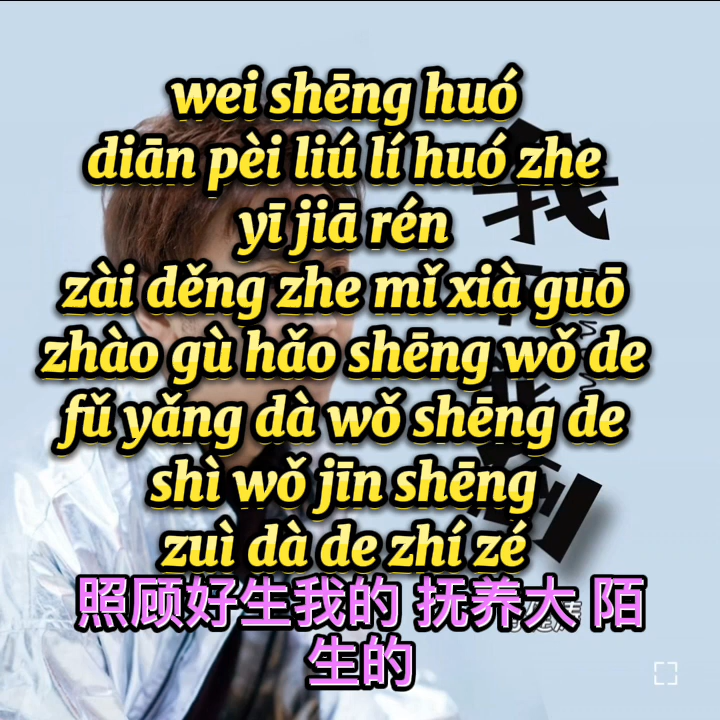 wei shēng huó
diān pèi liú lí huó zhe
yī jiā rén
zài děng zhe mǐ xià guō
zhào gù hǎo shēng wǒ de
fǔ yǎng dà wǒ shēng de
shì wǒ jīn shēng
zuì dà de zhí zé
照顾好生我的 抚养大 陌
生的
我